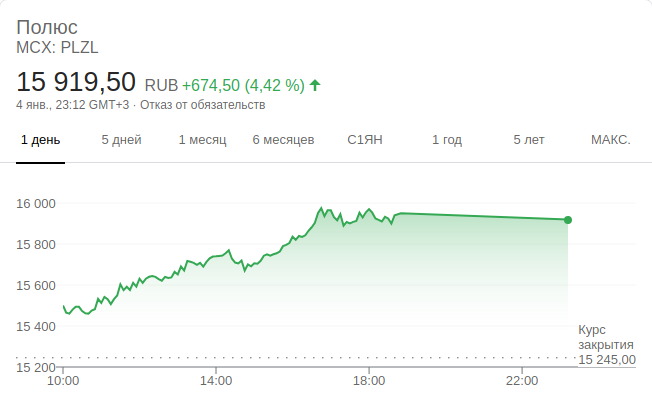 Полюс
MCX: PLZL
15 919,50 RUB +674,50 (4,42 %)
4 янв., 23:12 GMT+3 · Отказ от обязательств
1 день 5 дней 1 месяц 6 месяцев С1ЯН 1 год 5 лет МАКС.
16 000
15 800
15 600
15 400
Курс
закрытия
15 245,00
15 200
10:00 14:00 18:00 22:00